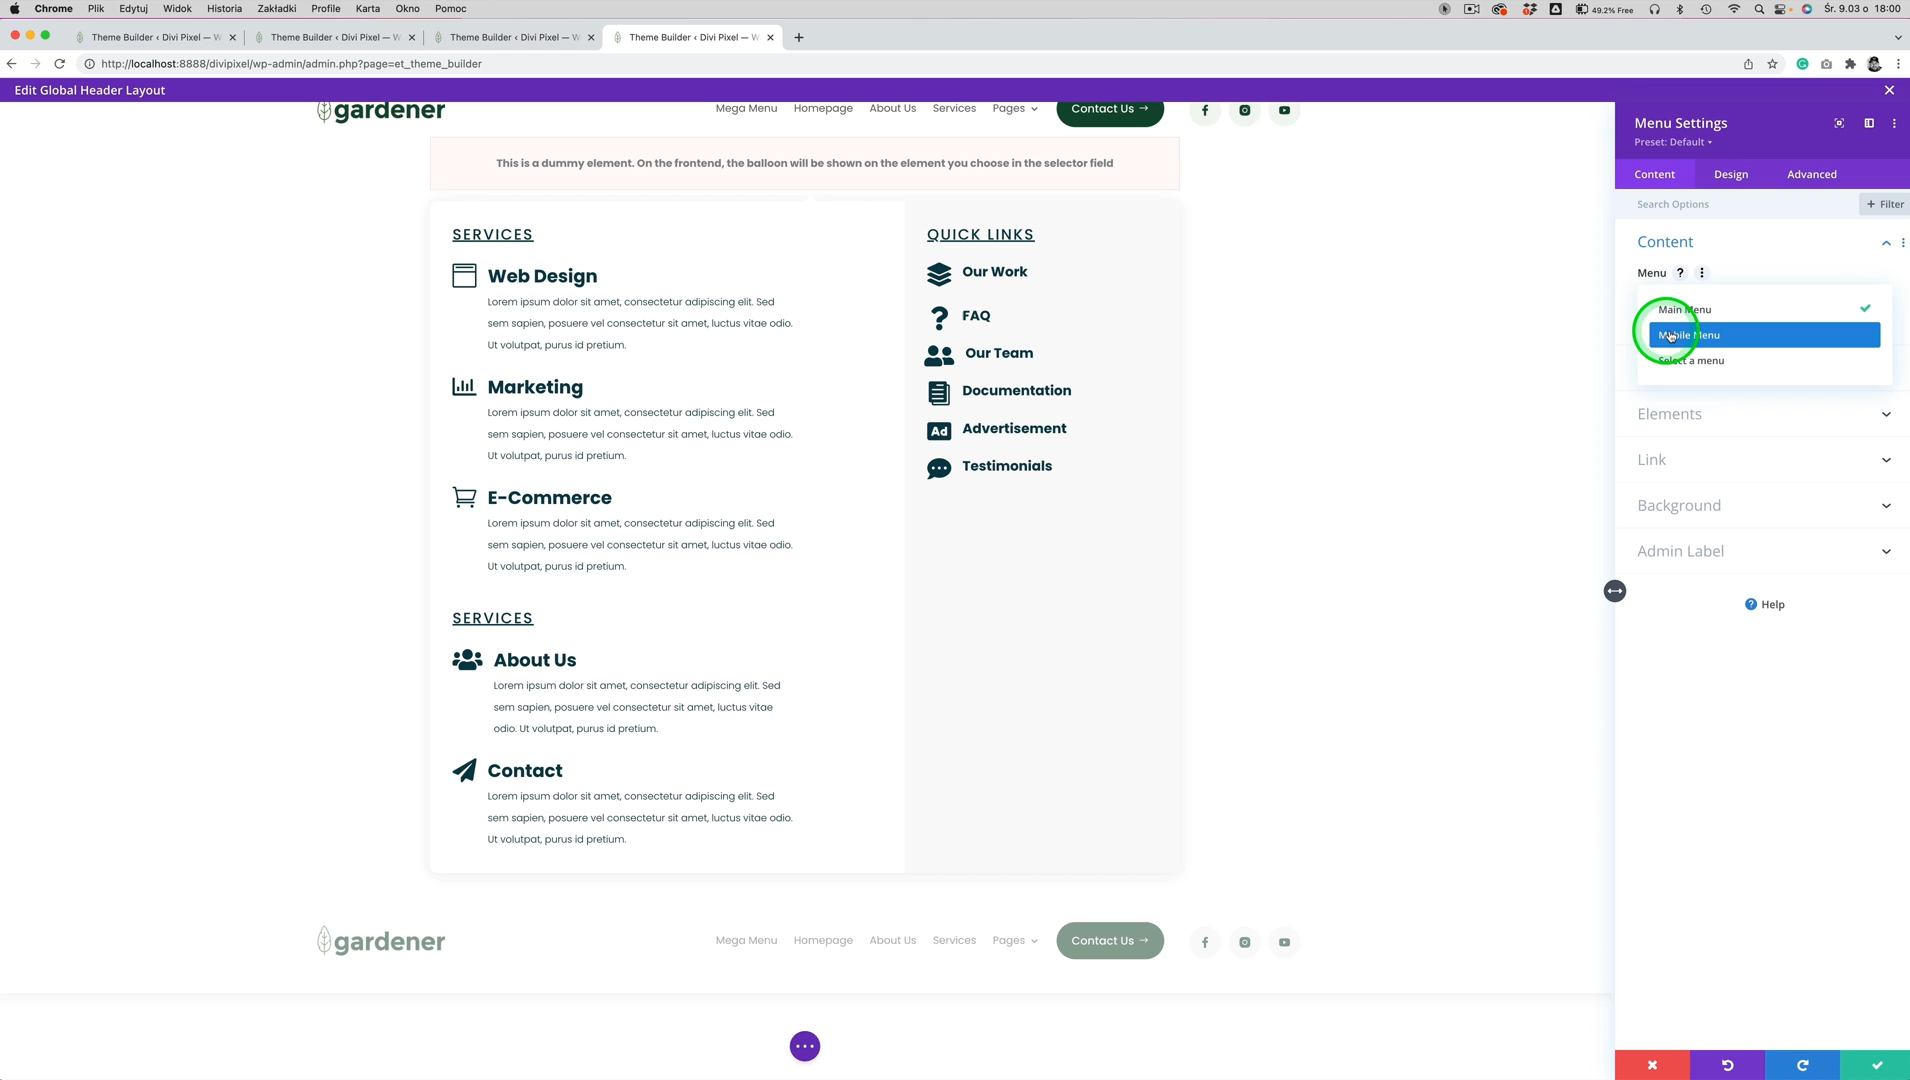 Chrome Plik Edytuj Widok Historia Zakładki Profile Karta Okno Pomoc 49.2% Free Śr. 9.03 o 18:00
Theme Builder ‹ Divi Pixel — W Theme Builder ‹ Divi Pixel — W Theme Builder ‹ Divi Pixel — W Theme Builder ‹ Divi Pixel — W
http://localhost:8888/divipixel/wp-admin/admin.php?page=et_theme_builder
Edit Global Header Layout
gardener Mega Menu Homepage About Us Services Pages Contact Us →
This is a dummy element. On the frontend, the balloon will be shown on the element you choose in the selector field
SERVICES
Web Design
Lorem ipsum dolor sit amet, consectetur adipiscing elit. Sed
sem sapien, posuere vel consectetur sit amet, luctus vitae odio.
Ut volutpat, purus id pretium.
Marketing
Lorem ipsum dolor sit amet, consectetur adipiscing elit. Sed
sem sapien, posuere vel consectetur sit amet, luctus vitae odio.
Ut volutpat, purus id pretium.
E-Commerce
Lorem ipsum dolor sit amet, consectetur adipiscing elit. Sed
sem sapien, posuere vel consectetur sit amet, luctus vitae odio.
Ut volutpat, purus id pretium.
SERVICES
About Us
Lorem ipsum dolor sit amet, consectetur adipiscing elit. Sed
sem sapien, posuere vel consectetur sit amet, luctus vitae
odio. Ut volutpat, purus id pretium.
Contact
Lorem ipsum dolor sit amet, consectetur adipiscing elit. Sed
sem sapien, posuere vel consectetur sit amet, luctus vitae odio.
Ut volutpat, purus id pretium.
QUICK LINKS
Our Work
FAQ
Our Team
Documentation
Ad Advertisement
Testimonials
gardener Mega Menu Homepage About Us Services Pages Contact Us →
Menu Settings
Preset: Default
Content Design Advanced
Search Options + Filter
Content
Menu ?
Main Menu
Mobile Menu
Select a menu
Elements
Link
Background
Admin Label
? Help